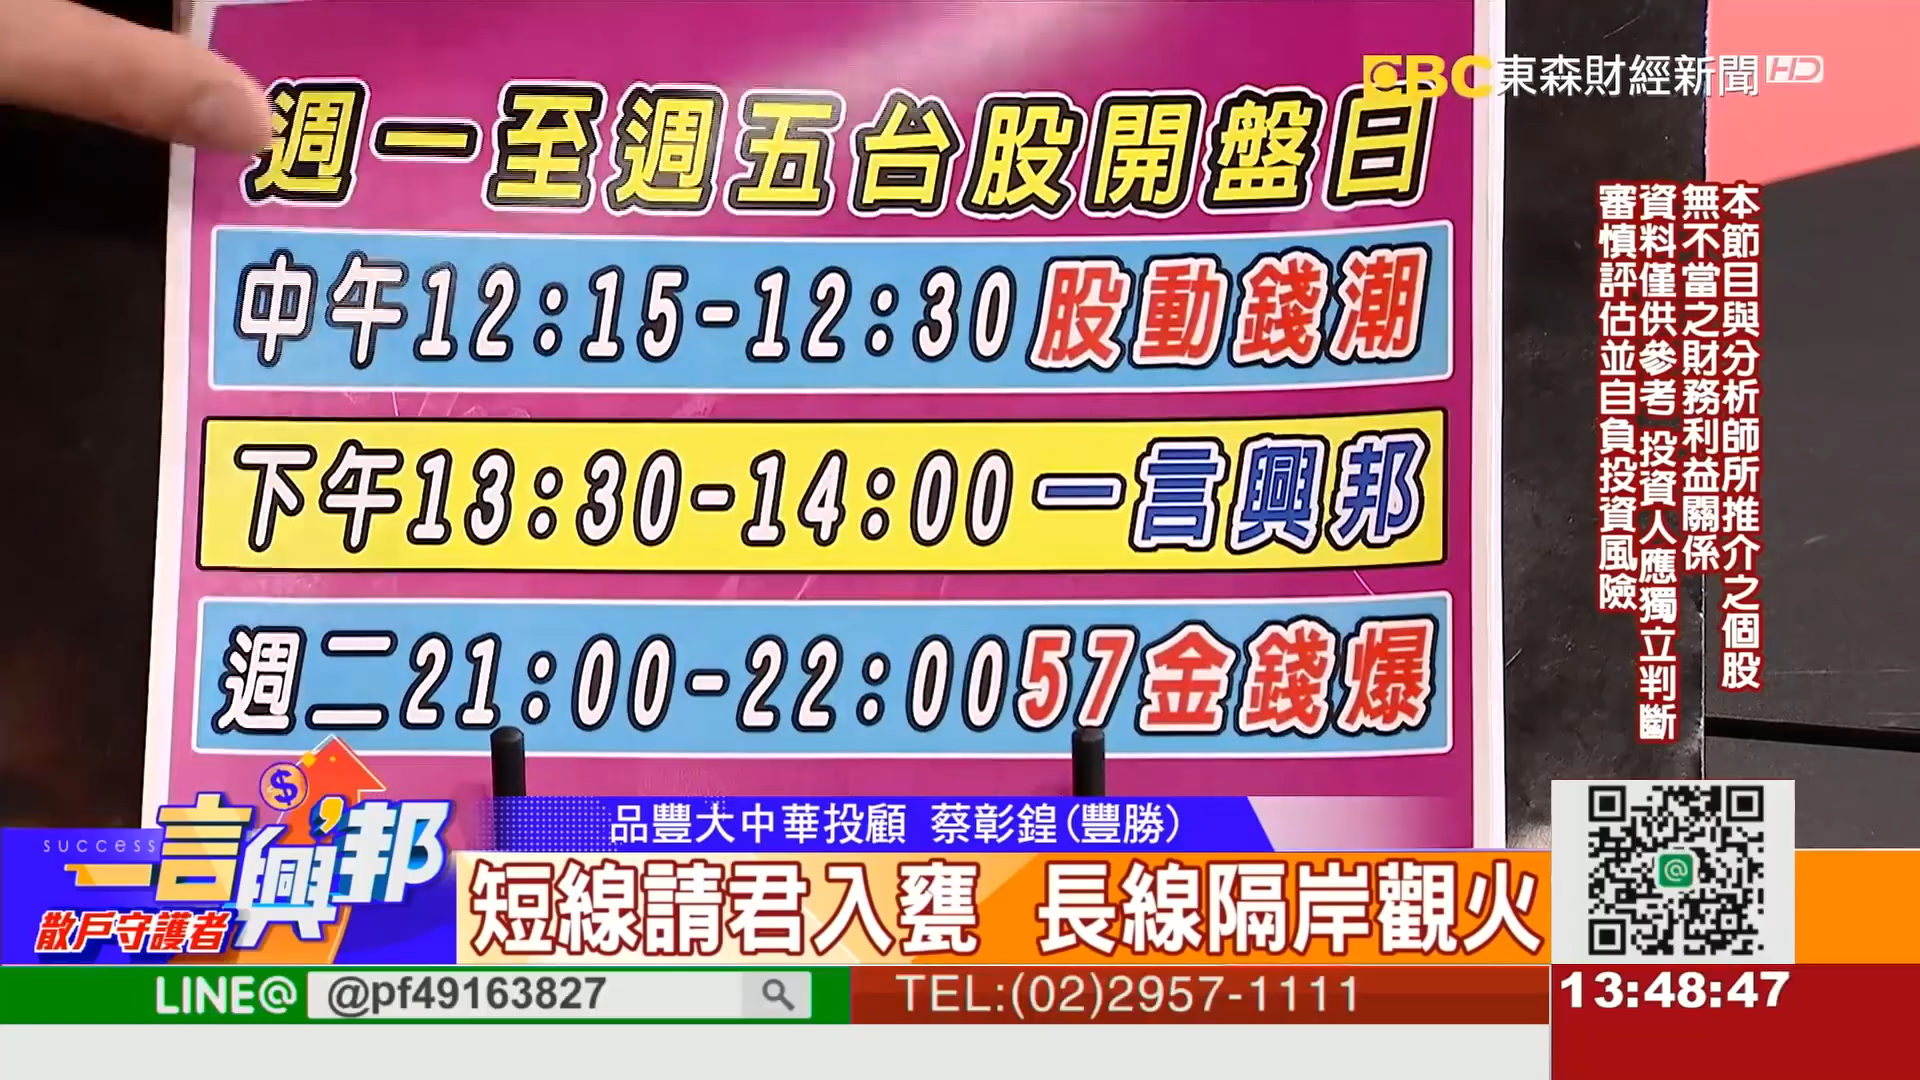 EBC東森財經新聞HD
週一至週五台股開盤日
中午12:15-12:30股動錢潮
下午13:30-14:00一言興邦
週二21:00-22:0057金錢爆
本節目與分析師所推介之個股
無不當之財務利益關係
資料僅供參考 投資人應獨立判斷
審慎評估並自負投資風險
success
一言興邦
散戶守護者
品豐大中華投顧 蔡彰鍠(豐勝)
短線請君入甕 長線隔岸觀火
LINE@ @pf49163827
TEL:(02)2957-1111
13:48:47